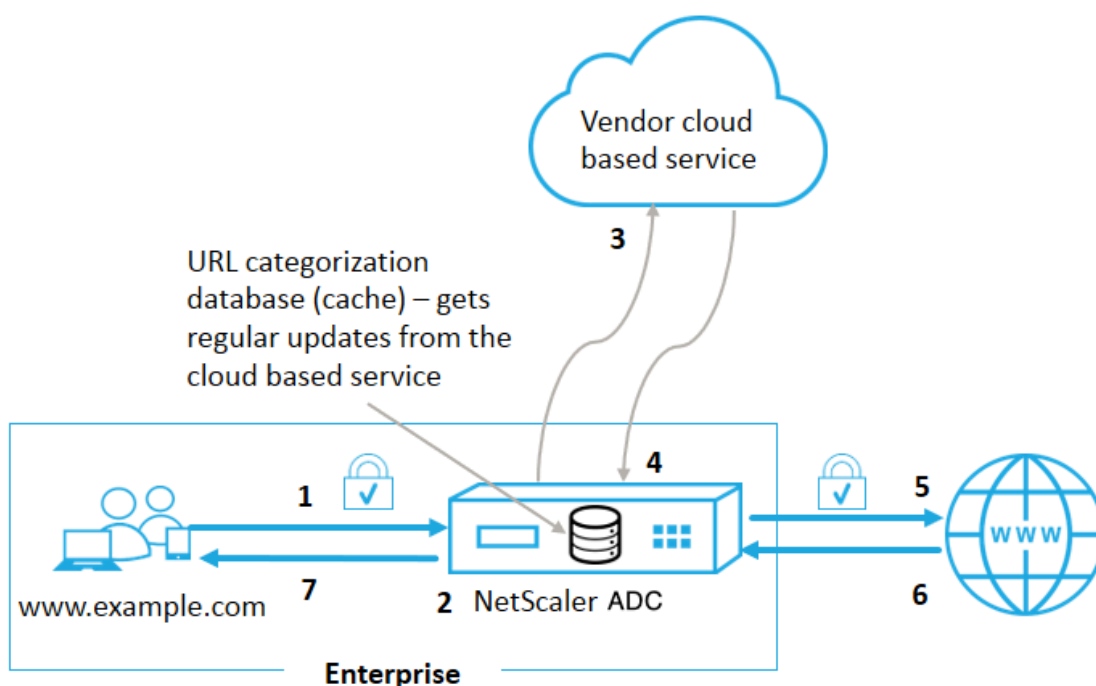 Vendor cloud
based service
3
URL categorization
database (cache) – gets
regular updates from the
cloud based service
4
1
5
www
7
2
NetScaler ADC
6
www.example.com
Enterprise